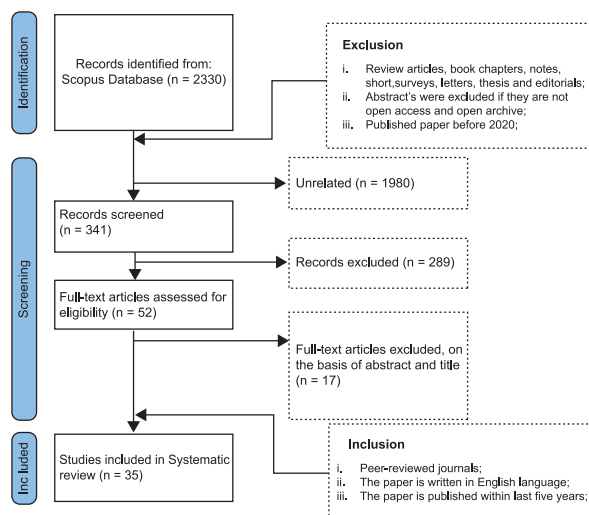 Identification
Records identified from:
Scopus Database (n = 2330)
Exclusion
i. Review articles, book chapters, notes,
short,surveys, letters, thesis and editorials;
ii. Abstract's were excluded if they are not
open access and open archive;
iii. Published paper before 2020;
Screening
Unrelated (n = 1980)
Records screened
(n = 341)
Records excluded (n = 289)
Full-text articles assessed for
eligibility (n = 52)
Full-text articles excluded, on
the basis of abstract and title
(n = 17)
Inc luded
Studies included in Systematic
review (n = 35)
Inclusion
i. Peer-reviewed journals;
ii. The paper is written in English language;
iii. The paper is published within last five years;